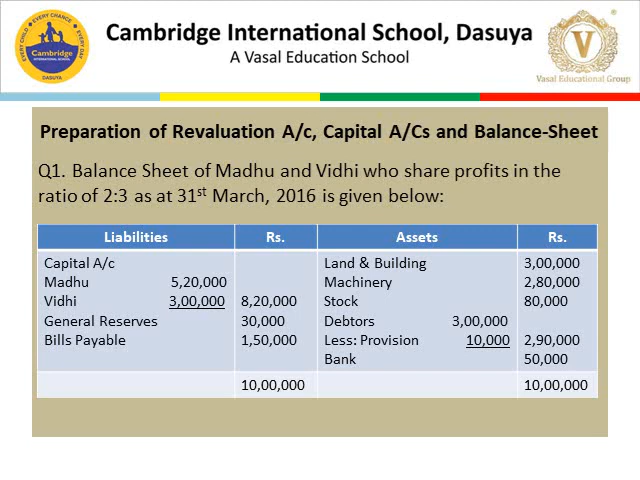 EVERY CHILD • EVERY CHANCE • EVERY DAY
Cambridge
INTERNATIONAL SCHOOL
DASUYA
Cambridge International School, Dasuya
A Vasal Education School
V
Vasal Educational Group
Preparation of Revaluation A/c, Capital A/Cs and Balance-Sheet
Q1. Balance Sheet of Madhu and Vidhi who share profits in the
ratio of 2:3 as at 31st March, 2016 is given below:
Liabilities Rs. Assets Rs.
Capital A/c Land & Building 3,00,000
Madhu 5,20,000 Machinery 2,80,000
Vidhi 3,00,000 8,20,000 Stock 80,000
General Reserves 30,000 Debtors 3,00,000
Bills Payable 1,50,000 Less: Provision 10,000 2,90,000
Bank 50,000
10,00,000 10,00,000